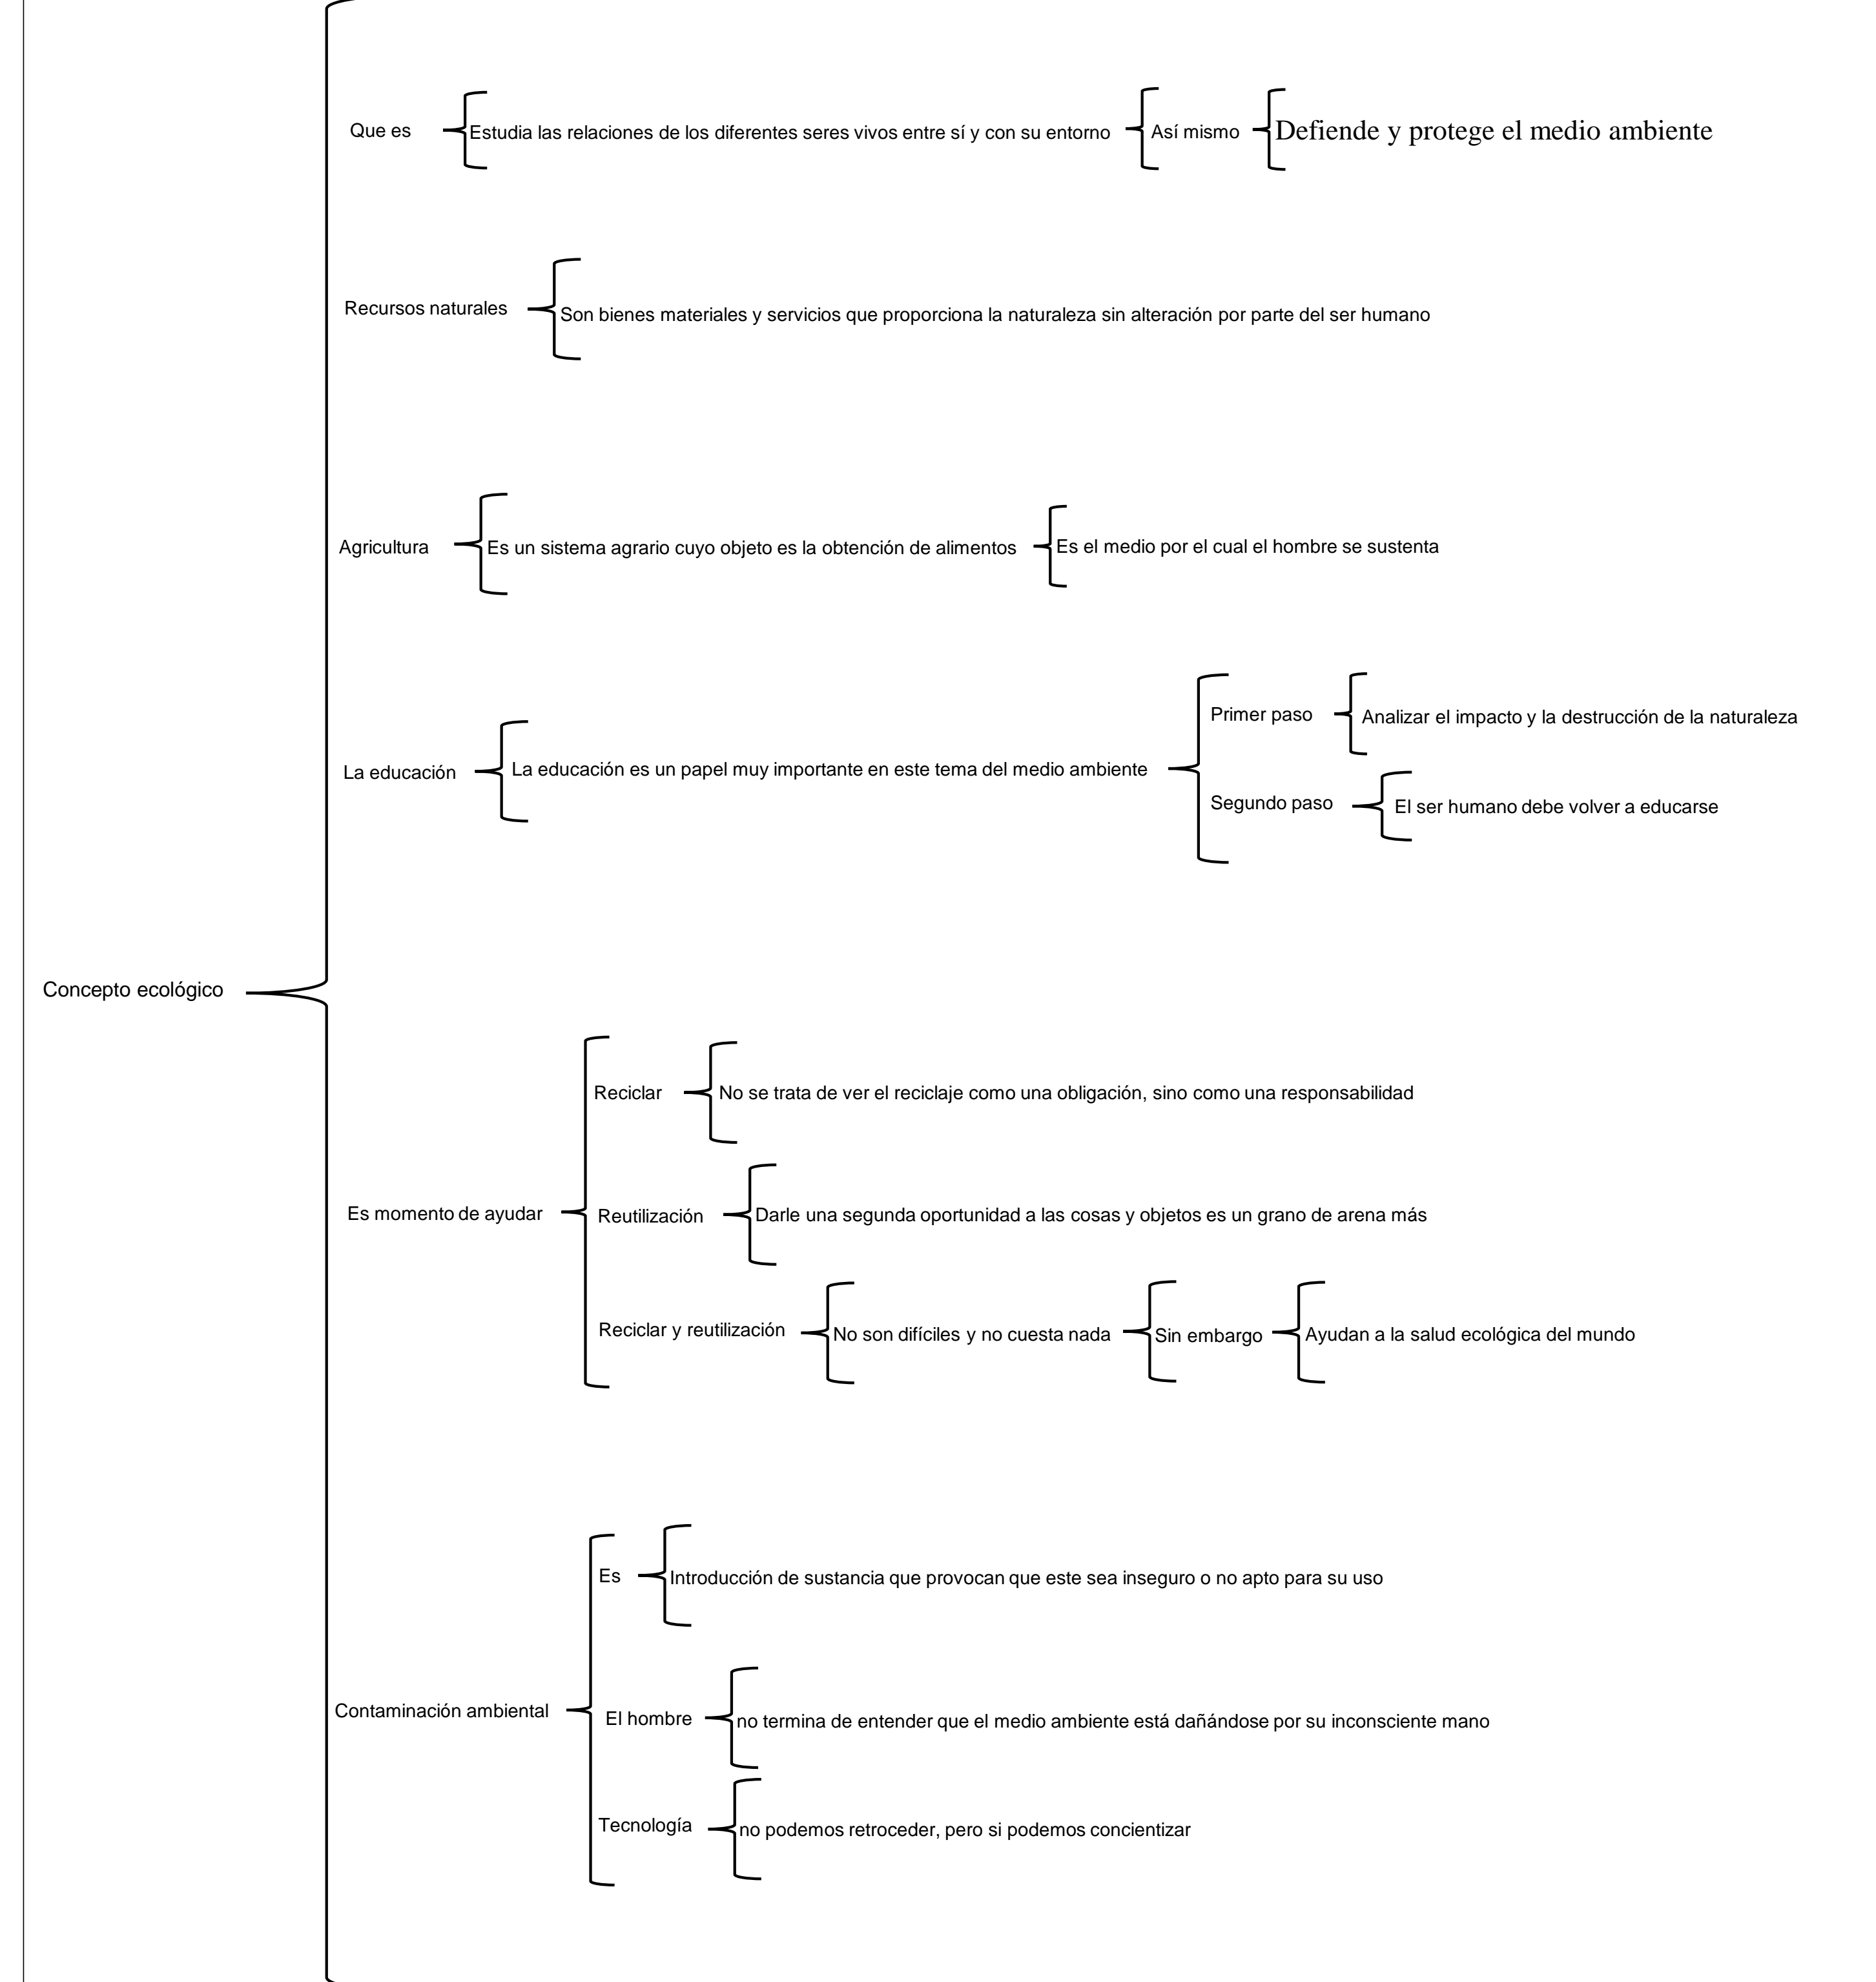 Que es
Estudia las relaciones de los diferentes seres vivos entre sí y con su entorno
Así mismo
Defiende y protege el medio ambiente
Recursos naturales
Son bienes materiales y servicios que proporciona la naturaleza sin alteración por parte del ser humano
Agricultura
Es un sistema agrario cuyo objeto es la obtención de alimentos
Es el medio por el cual el hombre se sustenta
La educación
La educación es un papel muy importante en este tema del medio ambiente
Primer paso
Analizar el impacto y la destrucción de la naturaleza
Segundo paso
El ser humano debe volver a educarse
Concepto ecológico
Es momento de ayudar
Reciclar
No se trata de ver el reciclaje como una obligación, sino como una responsabilidad
Reutilización
Darle una segunda oportunidad a las cosas y objetos es un grano de arena más
Reciclar y reutilización
No son difíciles y no cuesta nada
Sin embargo
Ayudan a la salud ecológica del mundo
Contaminación ambiental
Es
Introducción de sustancia que provocan que este sea inseguro o no apto para su uso
El hombre
no termina de entender que el medio ambiente está dañándose por su inconsciente mano
Tecnología
no podemos retroceder, pero si podemos concientizar